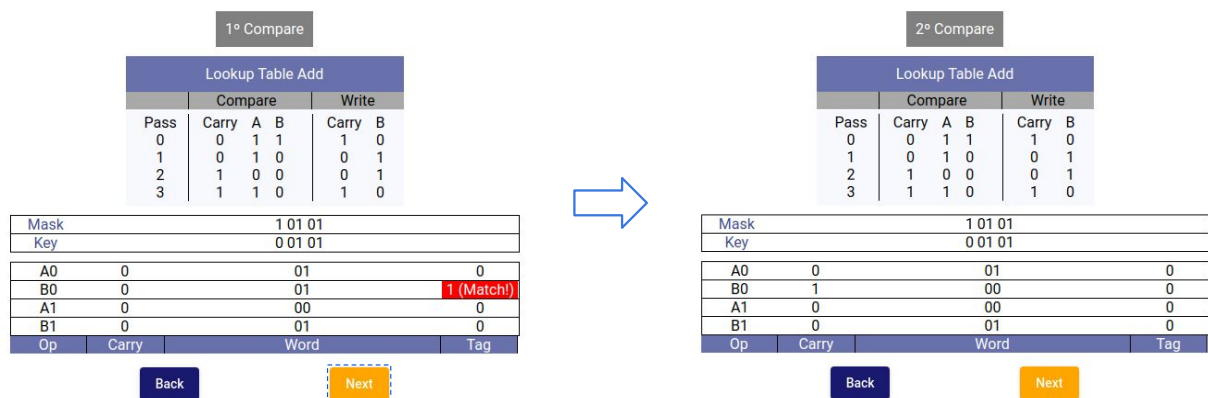 1º Compare
Lookup Table Add
Compare Write
Pass Carry A B Carry B
0 0 1 1 1 0
1 0 1 0 0 1
2 1 0 0 0 1
3 1 1 0 1 0
Mask 1 01 01
Key 0 01 01
A0 0 01 0
B0 0 01 1 (Match!)
A1 0 00 0
B1 0 01 0
Op Carry Word Tag
Back Next
2º Compare
Lookup Table Add
Compare Write
Pass Carry A B Carry B
0 0 1 1 1 0
1 0 1 0 0 1
2 1 0 0 0 1
3 1 1 0 1 0
Mask 1 01 01
Key 0 01 01
A0 0 01 0
B0 1 00 0
A1 0 00 0
B1 0 01 0
Op Carry Word Tag
Back Next